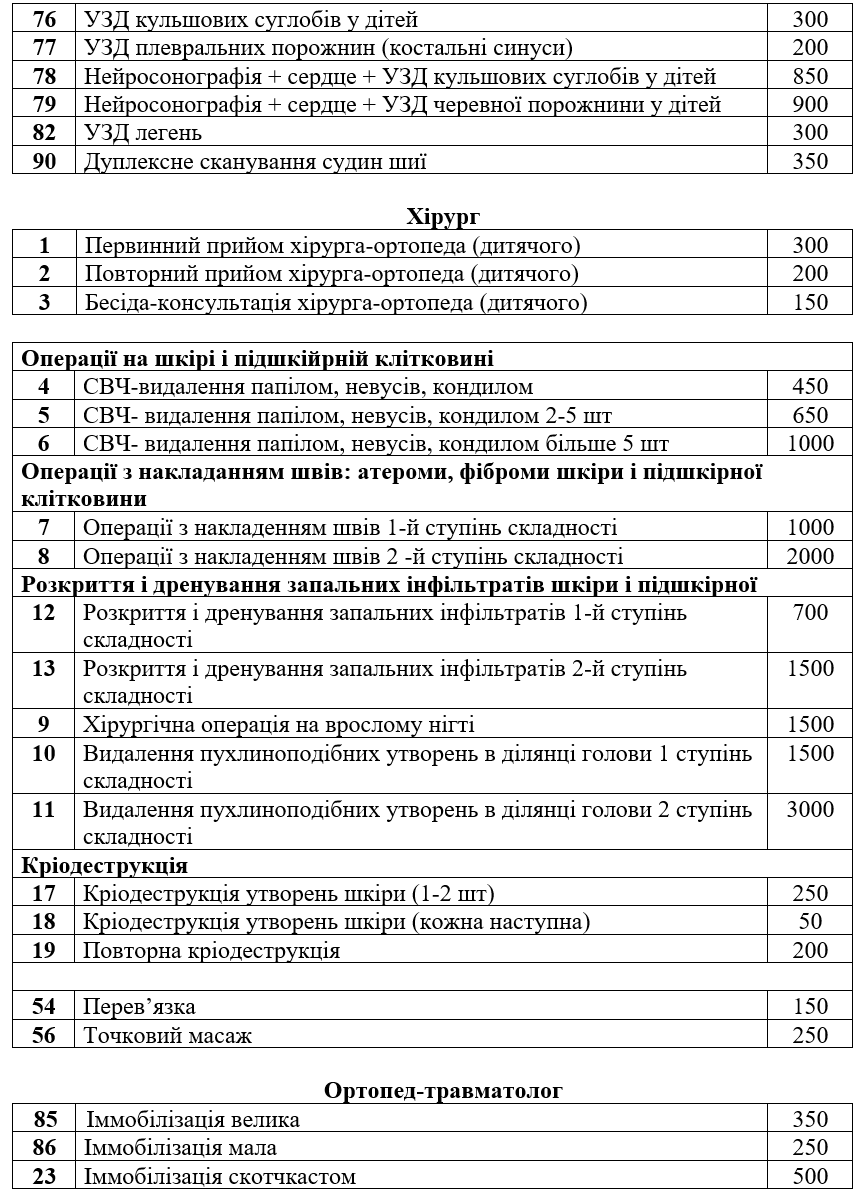 76 УЗД кульшових суглобів у дітей 300
77 УЗД плевральних порожнин (костальні синуси) 200
78 Нейросонографія + сердце + УЗД кульшових суглобів у дітей 850
79 Нейросонографія + сердце + УЗД черевної порожнини у дітей 900
82 УЗД легень 300
90 Дуплексне сканування судин шиї 350
Хірург
1 Первинний прийом хірурга-ортопеда (дитячого) 300
2 Повторний прийом хірурга-ортопеда (дитячого) 200
3 Бесіда-консультація хірурга-ортопеда (дитячого) 150
Операції на шкірі і підшкійрній клітковині
4 СВЧ-видалення папілом, невусів, кондилом 450
5 СВЧ- видалення папілом, невусів, кондилом 2-5 шт 650
6 СВЧ- видалення папілом, невусів, кондилом більше 5 шт 1000
Операції з накладанням швів: атероми, фіброми шкіри і підшкірної
клітковини
7 Операції з накладенням швів 1-й ступінь складності 1000
8 Операції з накладенням швів 2 -й ступінь складності 2000
Розкриття і дренування запальних інфільтратів шкіри і підшкірної
12 Розкриття і дренування запальних інфільтратів 1-й ступінь 700
складності
13 Розкриття і дренування запальних інфільтратів 2-й ступінь 1500
складності
9 Хірургічна операція на врослому нігті 1500
10 Видалення пухлиноподібних утворень в ділянці голови 1 ступінь 1500
складності
11 Видалення пухлиноподібних утворень в ділянці голови 2 ступінь 3000
складності
Кріодеструкція
17 Кріодеструкція утворень шкіри (1-2 шт) 250
18 Кріодеструкція утворень шкіри (кожна наступна) 50
19 Повторна кріодеструкція 200
54 Перев’язка 150
56 Точковий масаж 250
Ортопед-травматолог
85 Іммобілізація велика 350
86 Іммобілізація мала 250
23 Іммобілізація скотчкастом 500